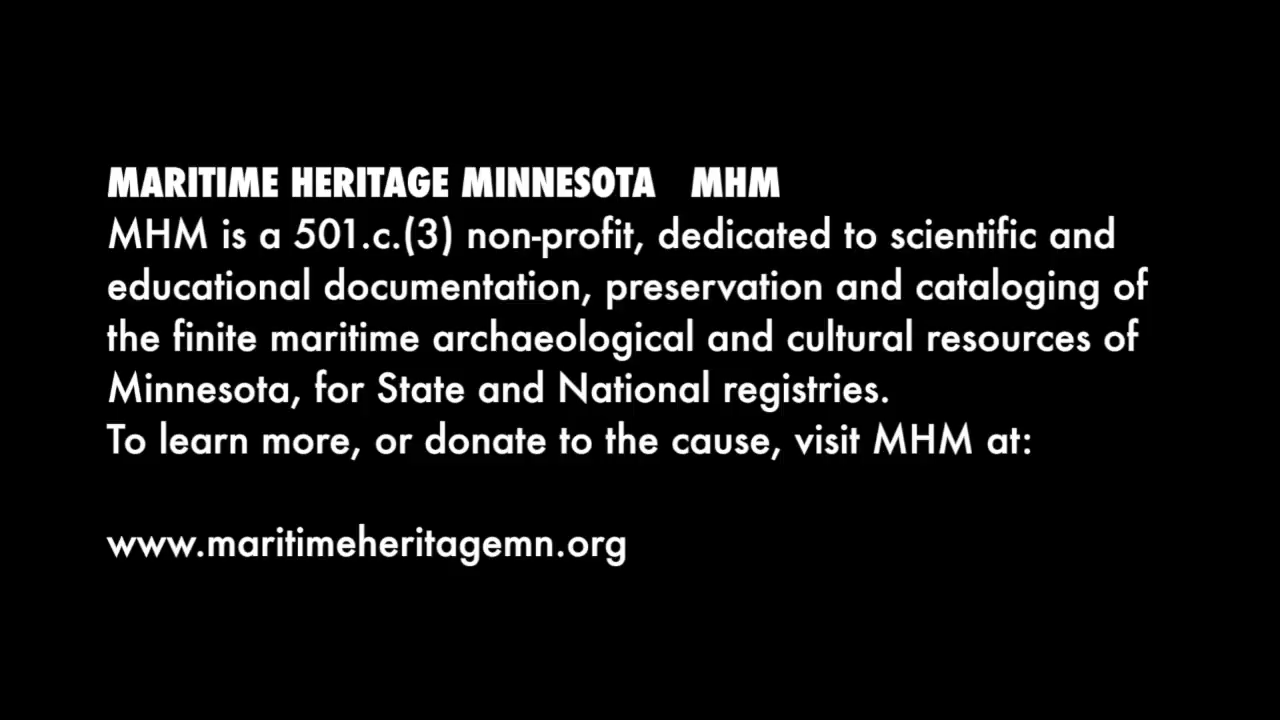 MARITIME HERITAGE MINNESOTA MHM
MHM is a 501.c.(3) non-profit, dedicated to scientific and
educational documentation, preservation and cataloging of
the finite maritime archaeological and cultural resources of
Minnesota, for State and National registries.
To learn more, or donate to the cause, visit MHM at:
www.maritimeheritagemn.org